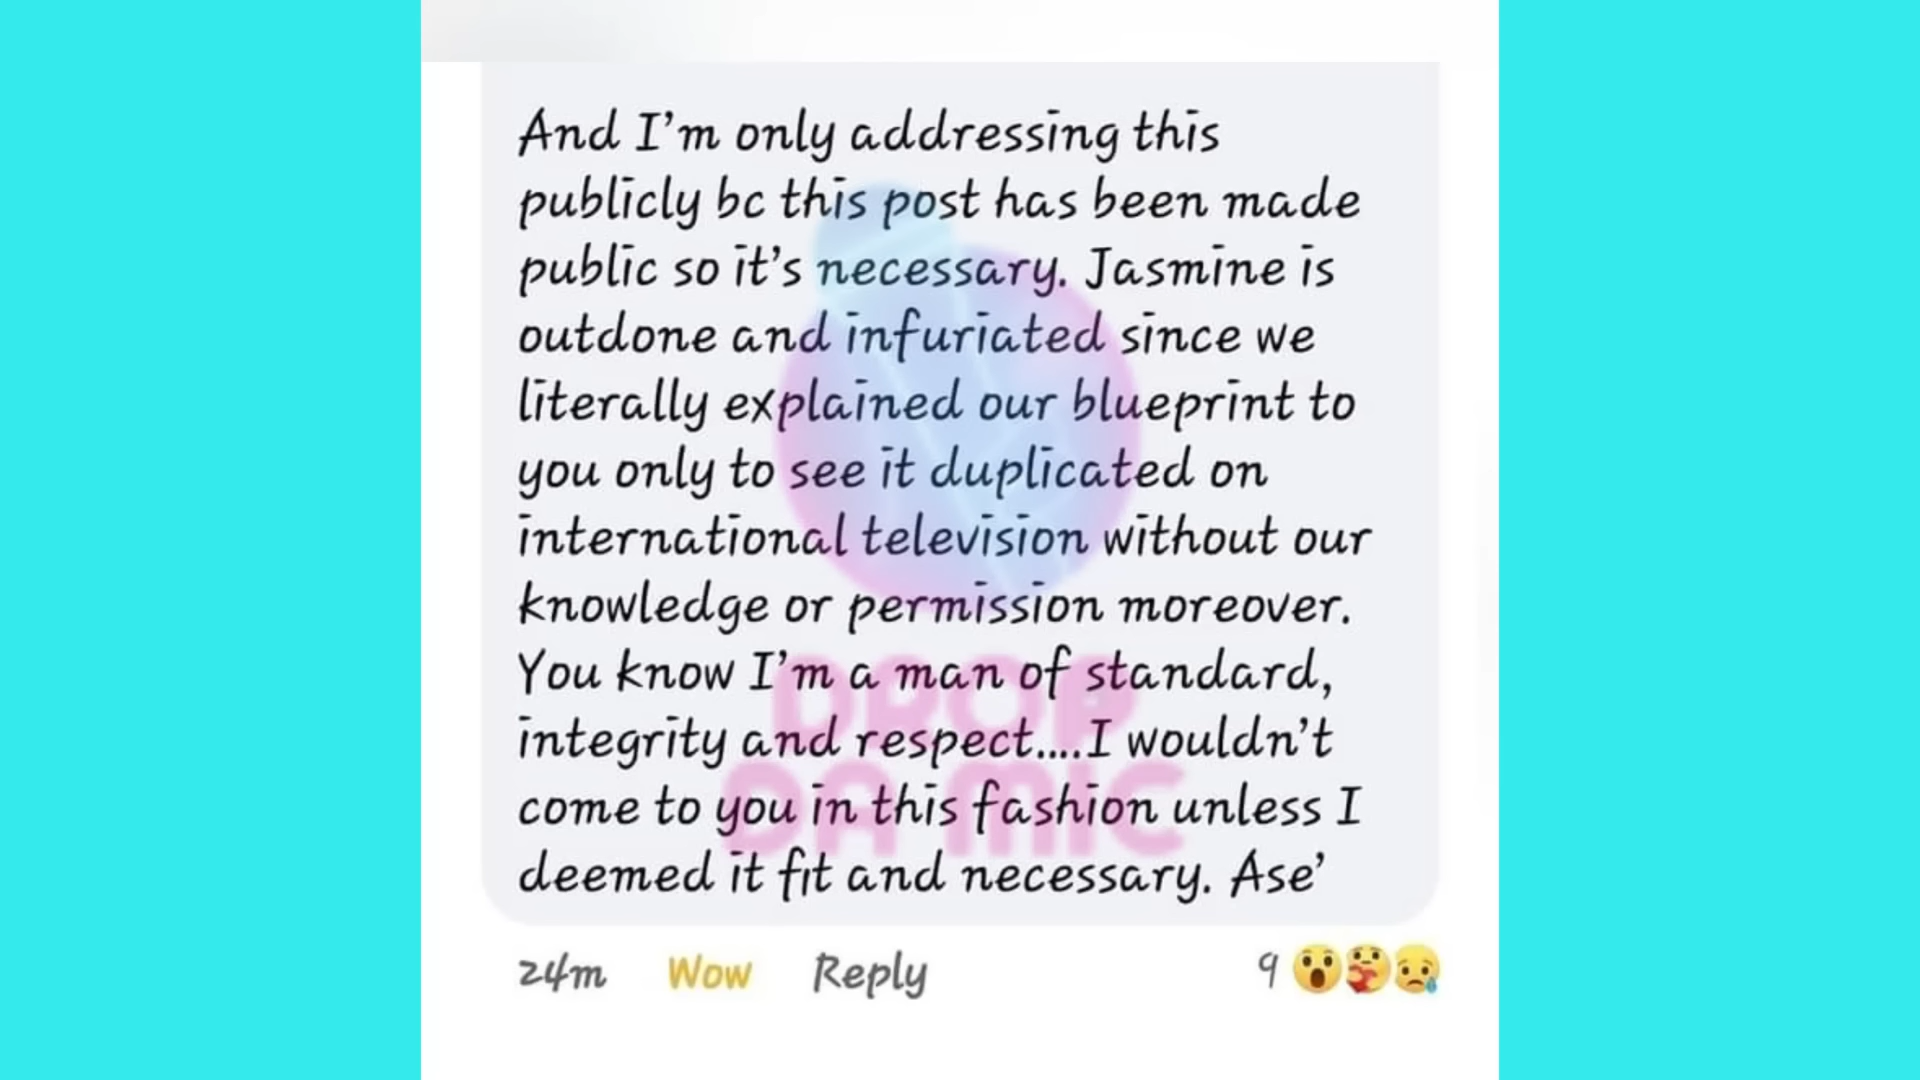 And I'm only addressing this
publicly bc this post has been made
public so it's necessary. Jasmine is
outdone and infuriated since we
literally explained our blueprint to
you only to see it duplicated on
international television without our
knowledge or permission moreover.
You know I'm a man of standard,
integrity and respect....I wouldn't
come to you in this fashion unless I
deemed it fit and necessary. Ase'
24m Wow Reply 9
DROP
DA MIC